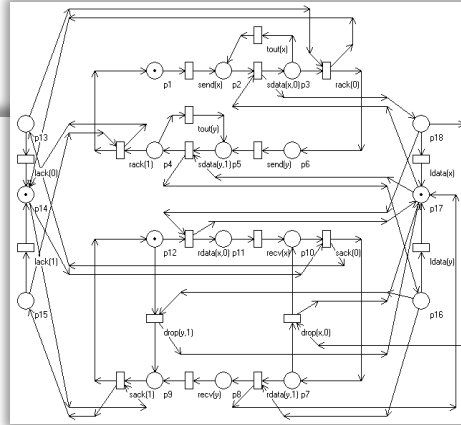 tout(x)
p1 send(x) p2 sdata(x,0) p3 rack(0)
p13 p18
tout(y)
lack(0) rack(1) p4 sdata(y,1) p5 send(y) p6 ldata(x)
p14 p17
p12 rdata(x,0) p11 recv(x) p10 sack(0)
lack(1) ldata(y)
p15 p16
drop(y,1) drop(x,0)
sack(1) p9 recv(y) p8 rdata(y,1) p7